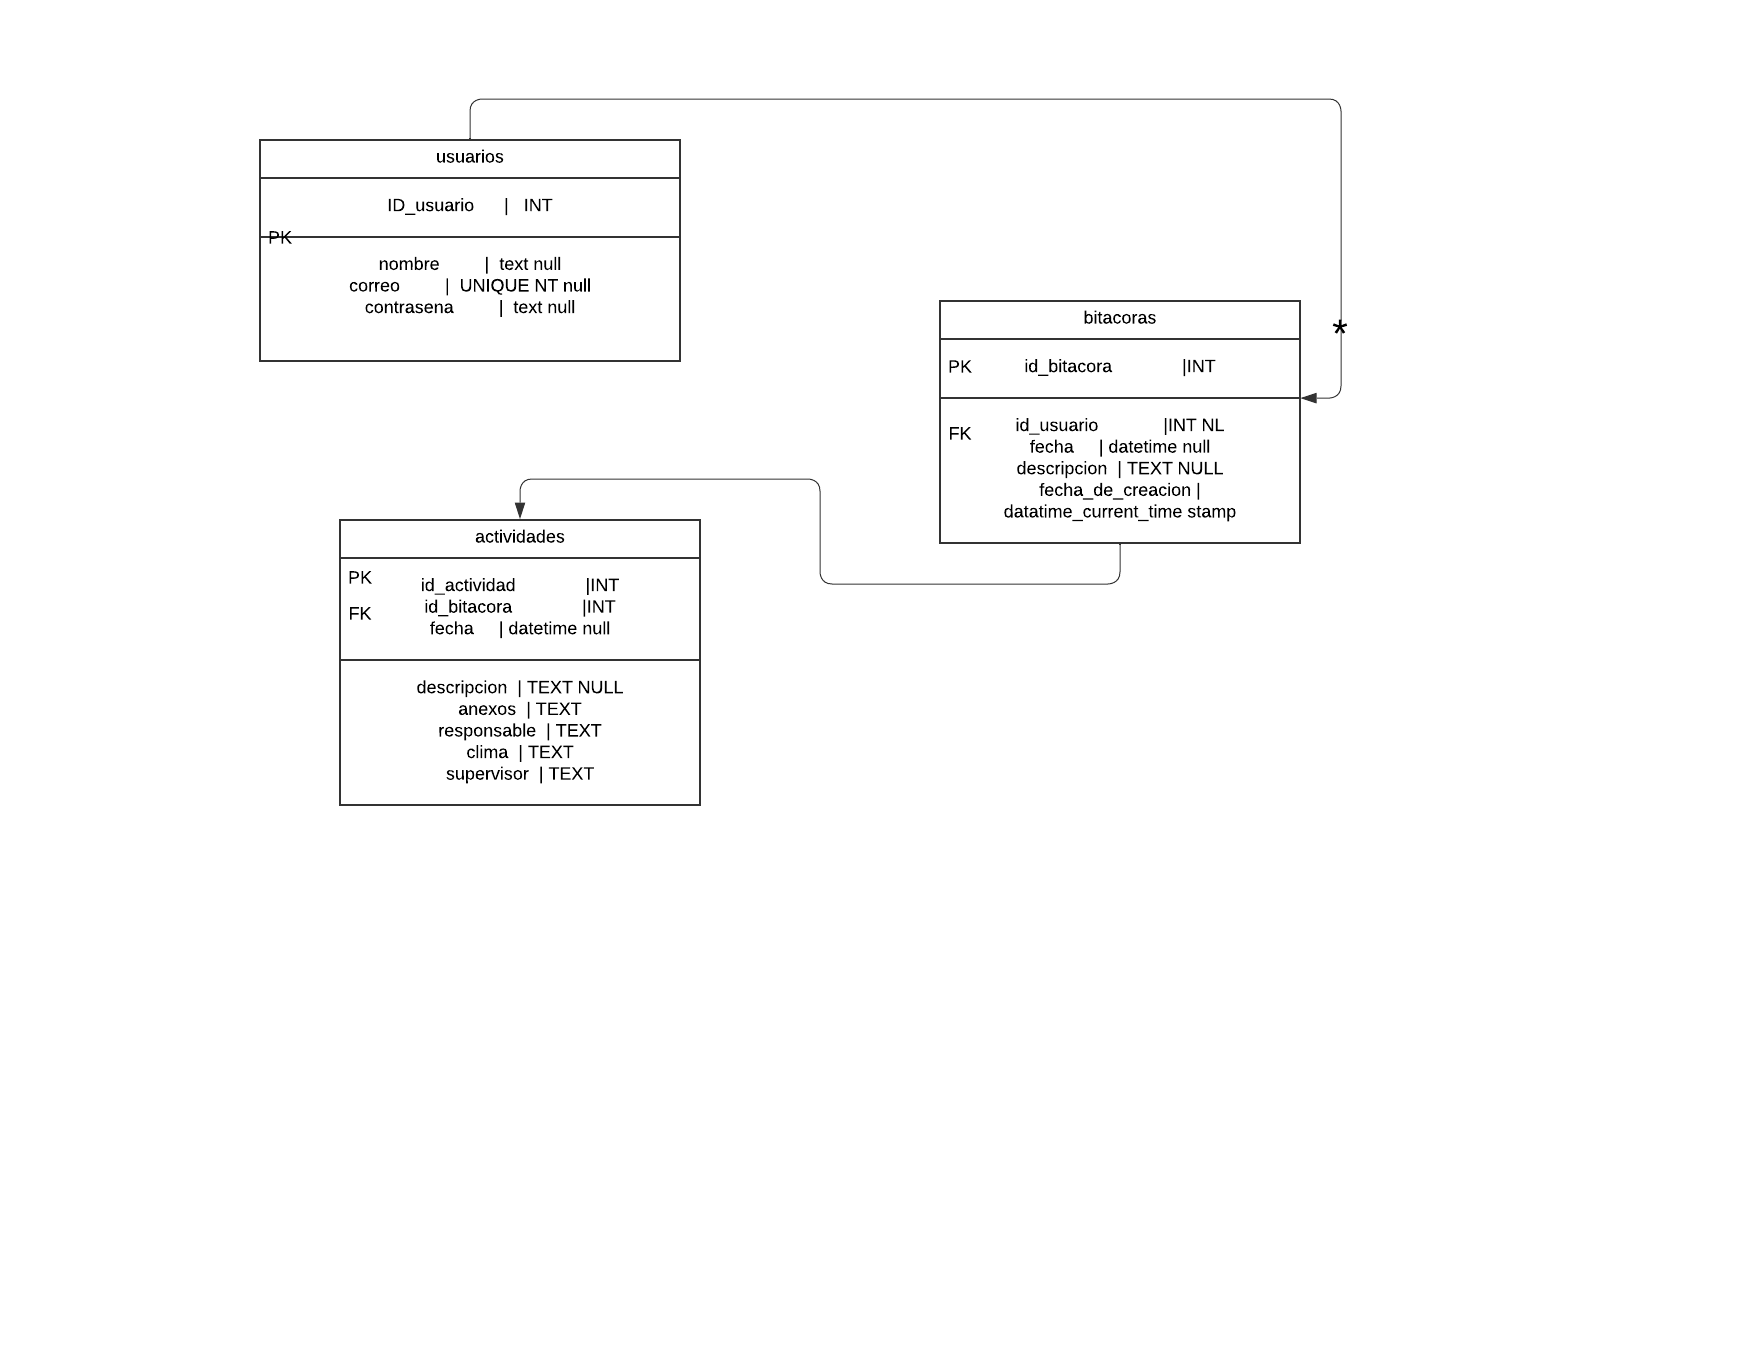 usuarios
ID_usuario | INT
PK
nombre | text null
correo | UNIQUE NT null
contrasena | text null
bitacoras
*
PK id_bitacora |INT
FK id_usuario |INT NL
fecha | datetime null
descripcion | TEXT NULL
fecha_de_creacion |
datatime_current_time stamp
actividades
PK id_actividad |INT
FK id_bitacora |INT
fecha | datetime null
descripcion | TEXT NULL
anexos | TEXT
responsable | TEXT
clima | TEXT
supervisor | TEXT